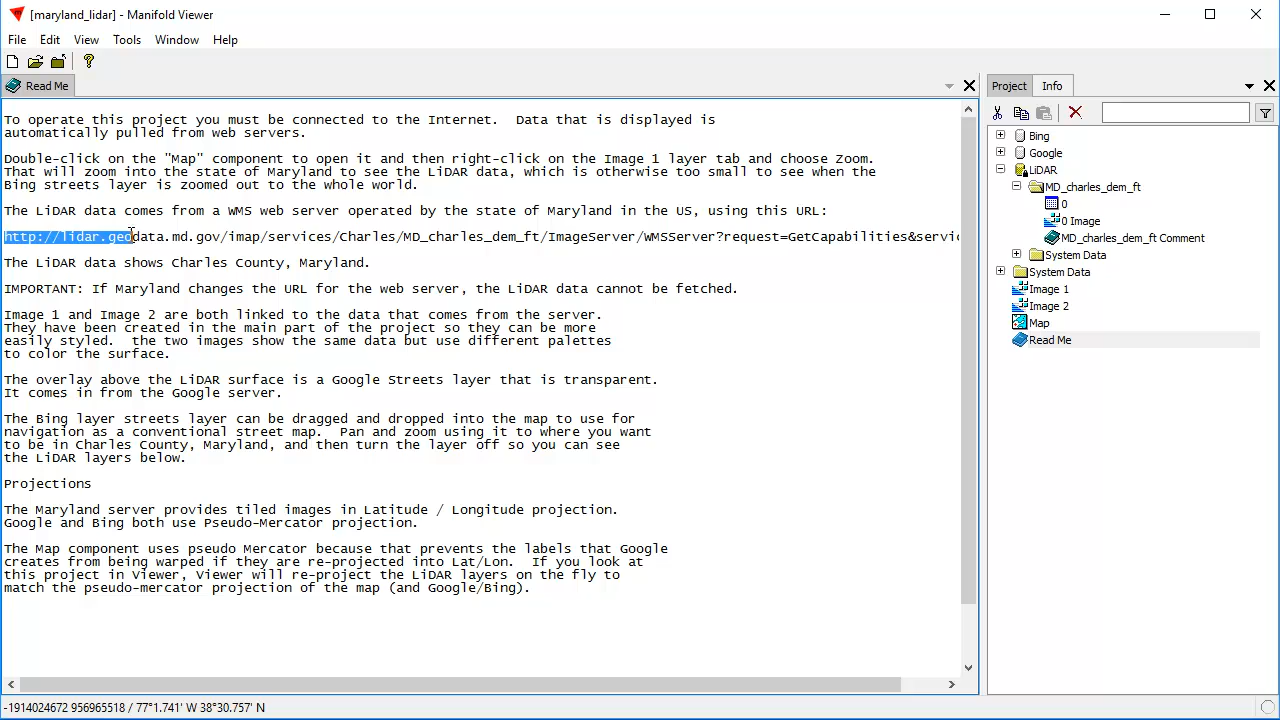 [maryland_lidar] - Manifold Viewer
File Edit View Tools Window Help
Read Me
To operate this project you must be connected to the Internet.  Data that is displayed is
automatically pulled from web servers.
Double-click on the "Map" component to open it and then right-click on the Image 1 layer tab and choose Zoom.
That will zoom into the state of Maryland to see the LiDAR data, which is otherwise too small to see when the
Bing streets layer is zoomed out to the whole world.
The LiDAR data comes from a WMS web server operated by the state of Maryland in the US, using this URL:
http://lidar.geodata.md.gov/imap/services/Charles/MD_charles_dem_ft/ImageServer/WMSServer?request=GetCapabilities&servic
The LiDAR data shows Charles County, Maryland.
IMPORTANT: If Maryland changes the URL for the web server, the LiDAR data cannot be fetched.
Image 1 and Image 2 are both linked to the data that comes from the server.
They have been created in the main part of the project so they can be more
easily styled.  the two images show the same data but use different palettes
to color the surface.
The overlay above the LiDAR surface is a Google Streets layer that is transparent.
It comes in from the Google server.
The Bing layer streets layer can be dragged and dropped into the map to use for
navigation as a conventional street map.  Pan and zoom using it to where you want
to be in Charles County, Maryland, and then turn the layer off so you can see
the LiDAR layers below.
Projections
The Maryland server provides tiled images in Latitude / Longitude projection.
Google and Bing both use Pseudo-Mercator projection.
The Map component uses pseudo Mercator because that prevents the labels that Google
creates from being warped if they are re-projected into Lat/Lon.  If you look at
this project in Viewer, Viewer will re-project the LiDAR layers on the fly to
match the pseudo-mercator projection of the map (and Google/Bing).
Project Info
Bing
Google
LiDAR
MD_charles_dem_ft
0
0 Image
MD_charles_dem_ft Comment
System Data
System Data
Image 1
Image 2
Map
Read Me
-1914024672 956965518 / 77°1.741' W 38°30.757' N